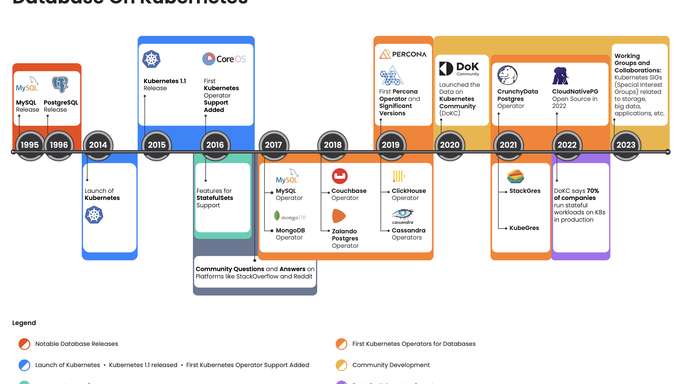 Database On Kubernetes
MySQL
MySQL
Release
PostgreSQL
Release
Kubernetes 1.1
Release
CoreOS
First
Kubernetes
Operator
Support
Added
PERCONA
First Percona
Operator and
Significant
Versions
DoK
Community
Launched the
Data on
Kubernetes
Community
(DoKC)
CrunchyData
Postgres
Operator
CloudNativePG
Open Source in
2022
Working
Groups and
Collaborations:
Kubernetes SIGs
(Special Interest
Groups) related
to storage,
big data,
applications, etc.
1995
1996
2014
2015
2016
2017
2018
2019
2020
2021
2022
2023
Launch of
Kubernetes
Features for
StatefulSets
Support
Community Questions and Answers on
Platforms like StackOverflow and Reddit
MySQL
MySQL
Operator
mongoDB
MongoDB
Operator
Couchbase
Operator
Zalando
Postgres
Operator
ClickHouse
Operator
cassandra
Cassandra
Operators
StackGres
KubeGres
DoKC says 70%
of companies
run stateful
workloads on K8s
in production
Legend
Notable Database Releases
Launch of Kubernetes • Kubernetes 1.1 released • First Kubernetes Operator Support Added
First Kubernetes Operators for Databases
Community Development